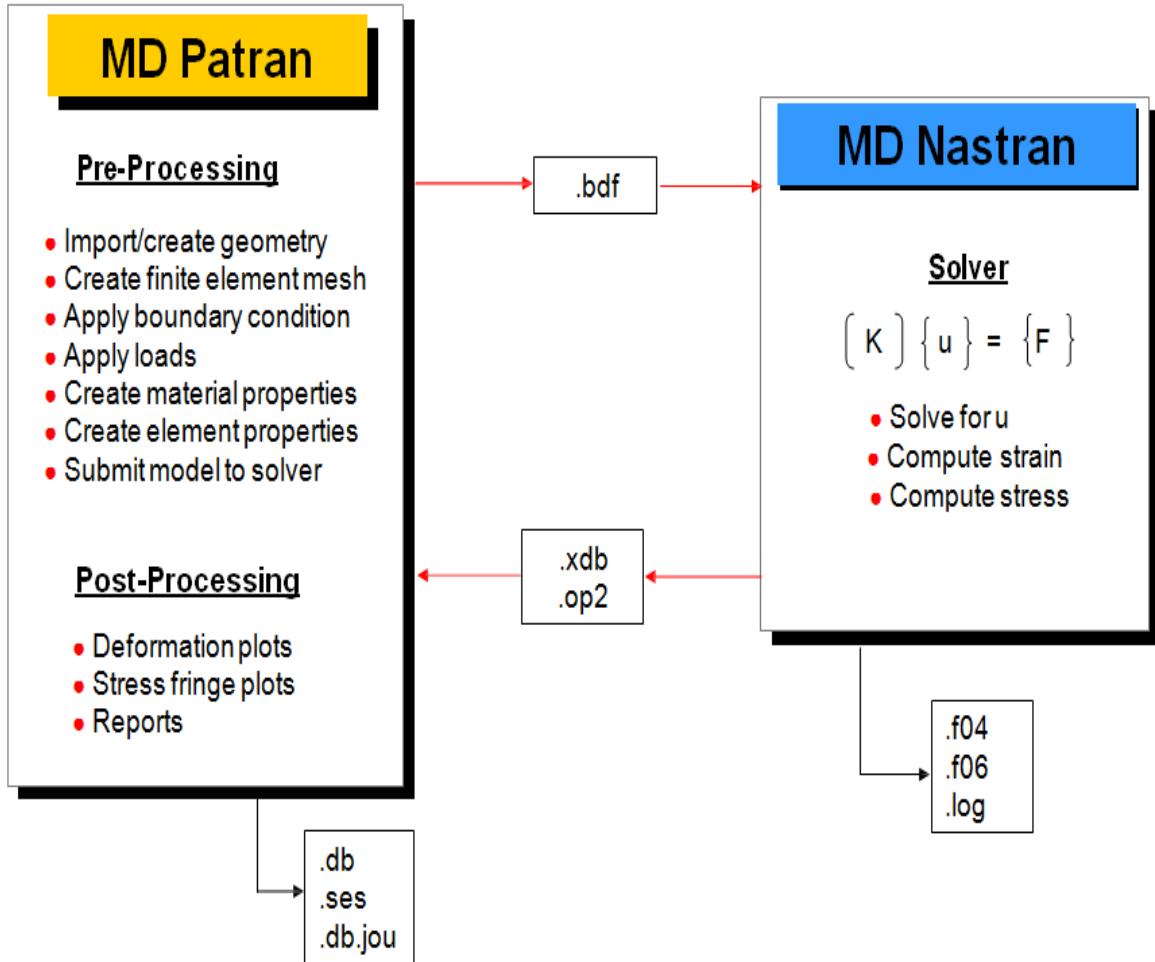 MD Patran
Pre-Processing
• Import/create geometry
• Create finite element mesh
• Apply boundary condition
• Apply loads
• Create material properties
• Create element properties
• Submit model to solver
Post-Processing
• Deformation plots
• Stress fringe plots
• Reports
.bdf
.xdb
.op2
MD Nastran
Solver
[ K ] { u } = { F }
• Solve for u
• Compute strain
• Compute stress
.f04
.f06
.log
.db
.ses
.db.jou